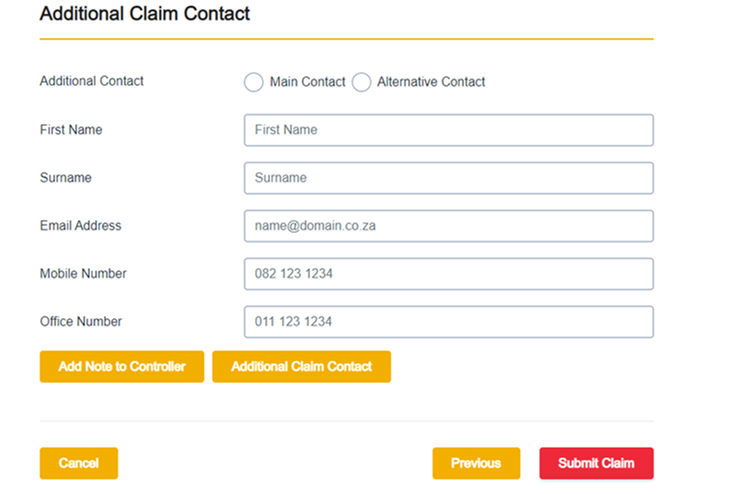 Additional Claim Contact
Additional Contact Main Contact Alternative Contact
First Name First Name
Surname Surname
Email Address name@domain.co.za
Mobile Number 082 123 1234
Office Number 011 123 1234
Add Note to Controller Additional Claim Contact
Cancel Previous Submit Claim